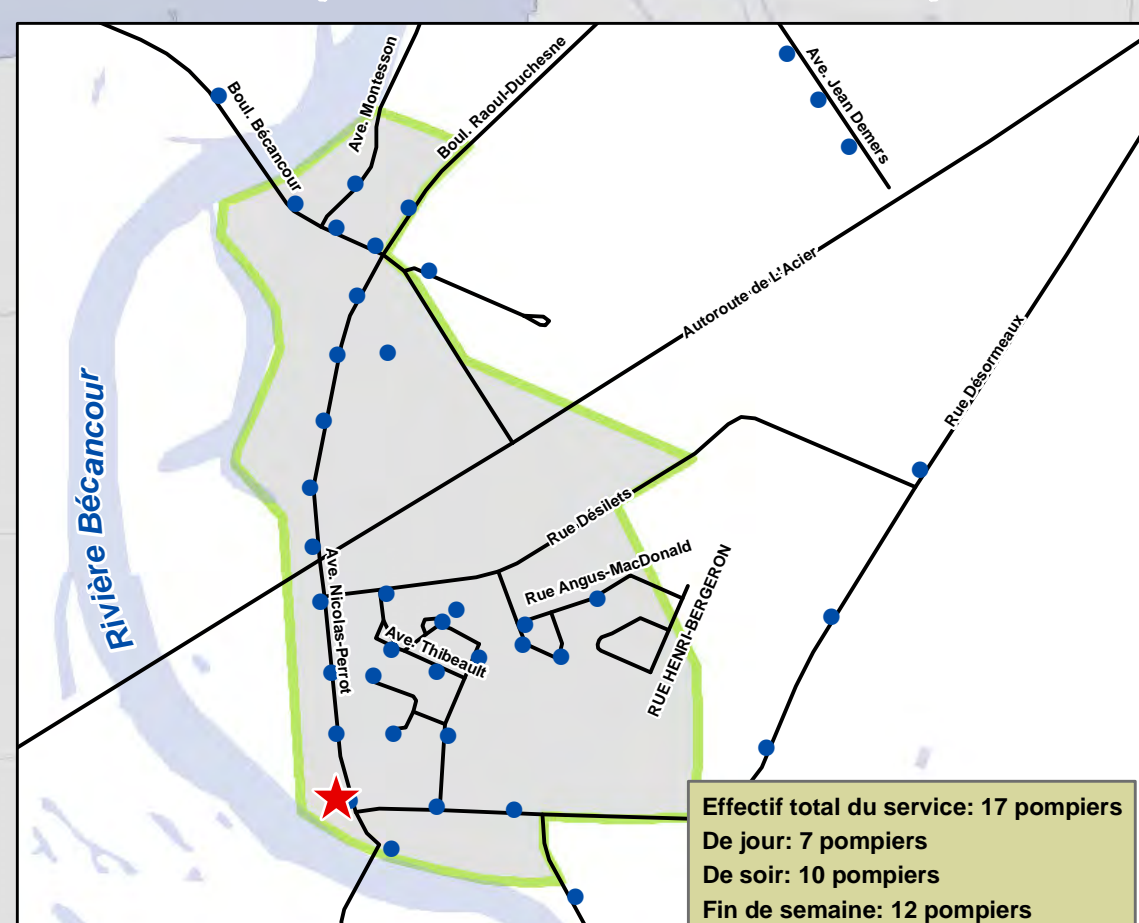 Boul. Bécancour
Ave. Montesson
Boul. Raoul-Duchesne
Ave. Jean Demers
Autoroute de L'Acier
Rue Désormeaux
Rivière Bécancour
Rue Désilets
Rue Angus-MacDonald
RUE HENRI-BERGERON
Ave. Nicolas-Perrot
Ave. Thibeault
Effectif total du service: 17 pompiers
De jour: 7 pompiers
De soir: 10 pompiers
Fin de semaine: 12 pompiers